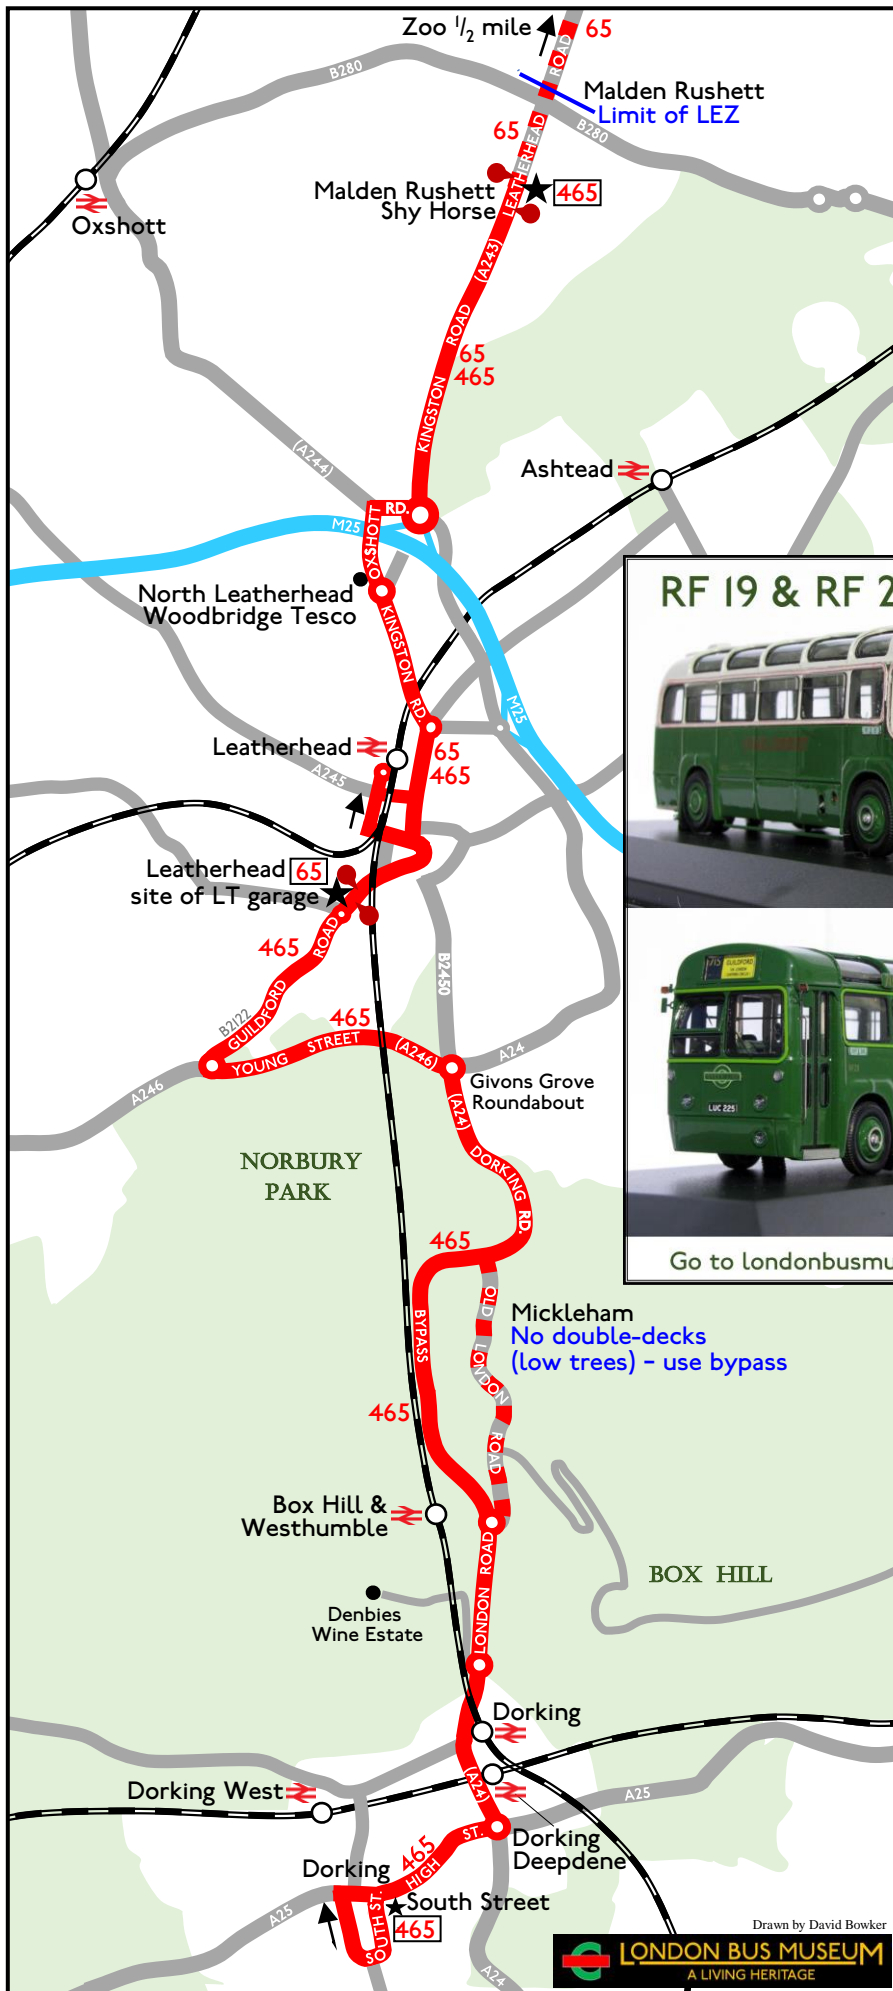 Zoo 1/2 mile
65
ROAD
B280
Malden Rushett
Limit of LEZ
B280
65
LEATHERHEAD
Malden Rushett
Shy Horse
465
Oxshott
(A243)
ROAD
65
465
KINGSTON
(A244)
Ashtead
RD.
M25
OXSHOTT
North Leatherhead
Woodbridge Tesco
KINGSTON
RD.
M25
RF 19 & RF 2
Leatherhead
65
465
A245
Leatherhead 65
site of LT garage
465
ROAD
B2450
GUILDFORD
B2122
465
YOUNG STREET (A246)
A24
A246
Givons Grove
Roundabout
(A24)
715
GUILDFORD
LUC 225
NORBURY
PARK
DORKING
RD.
465
Go to londonbusmu
OLD
LONDON
ROAD
BYPASS
Mickleham
No double-decks
(low trees) - use bypass
465
Box Hill &
Westhumble
LONDON ROAD
BOX HILL
Denbies
Wine Estate
Dorking
Dorking West
(A24)
A25
465
HIGH
ST.
Dorking
Deepdene
Dorking
South Street
465
SOUTH ST.
A25
A24
Drawn by David Bowker
LONDON BUS MUSEUM
A LIVING HERITAGE